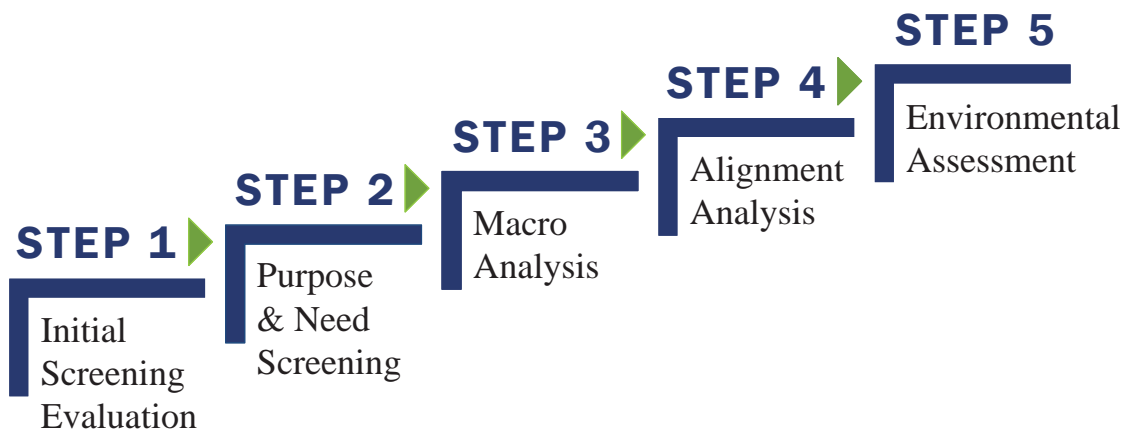 STEP 1
Initial
Screening
Evaluation
STEP 2
Purpose
& Need
Screening
STEP 3
Macro
Analysis
STEP 4
Alignment
Analysis
STEP 5
Environmental
Assessment